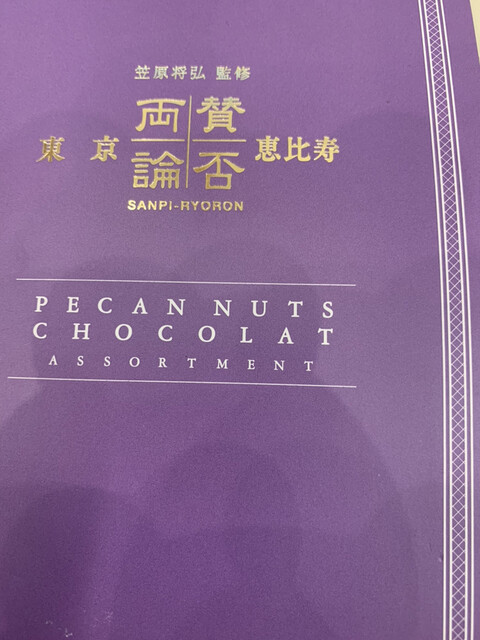 笠原将弘 監修
東京 賛否両論 恵比寿
SANPI-RYORON
PECAN NUTS
CHOCOLAT
ASSORTMENT